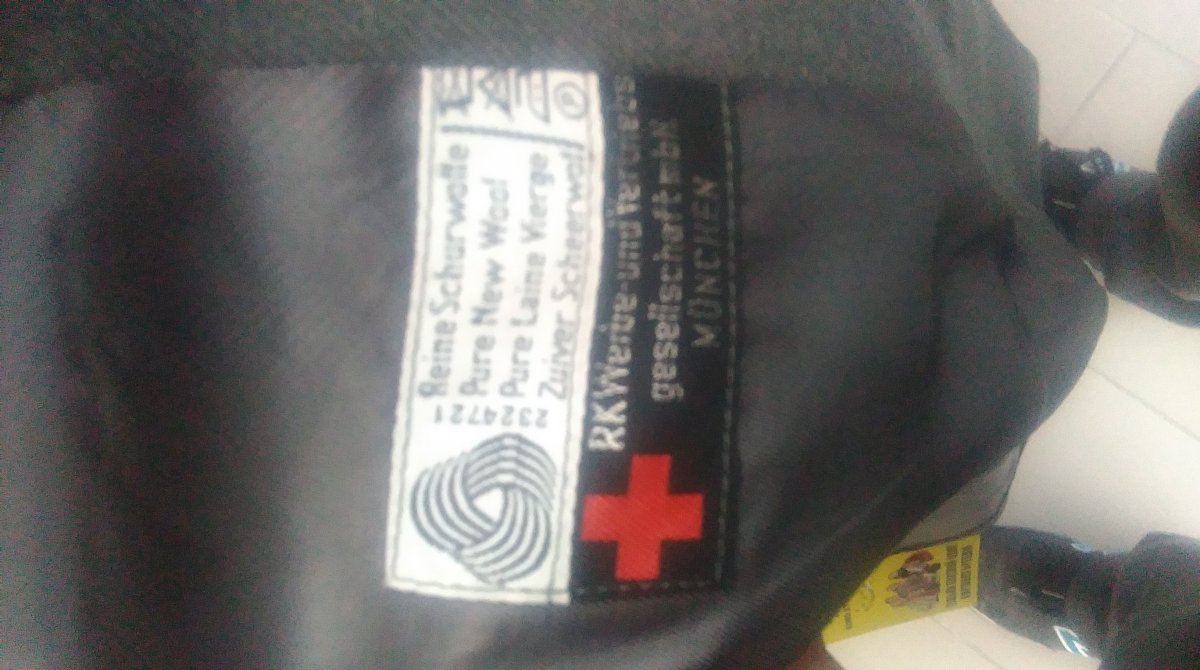 Reine Schurwolle
Pure New Wool
Pure Laine Vierge
Zuiver Scheerwol
2324721
P
RK Werbe-und Vertriebs
gesellschaft mbH
MÜNCHEN